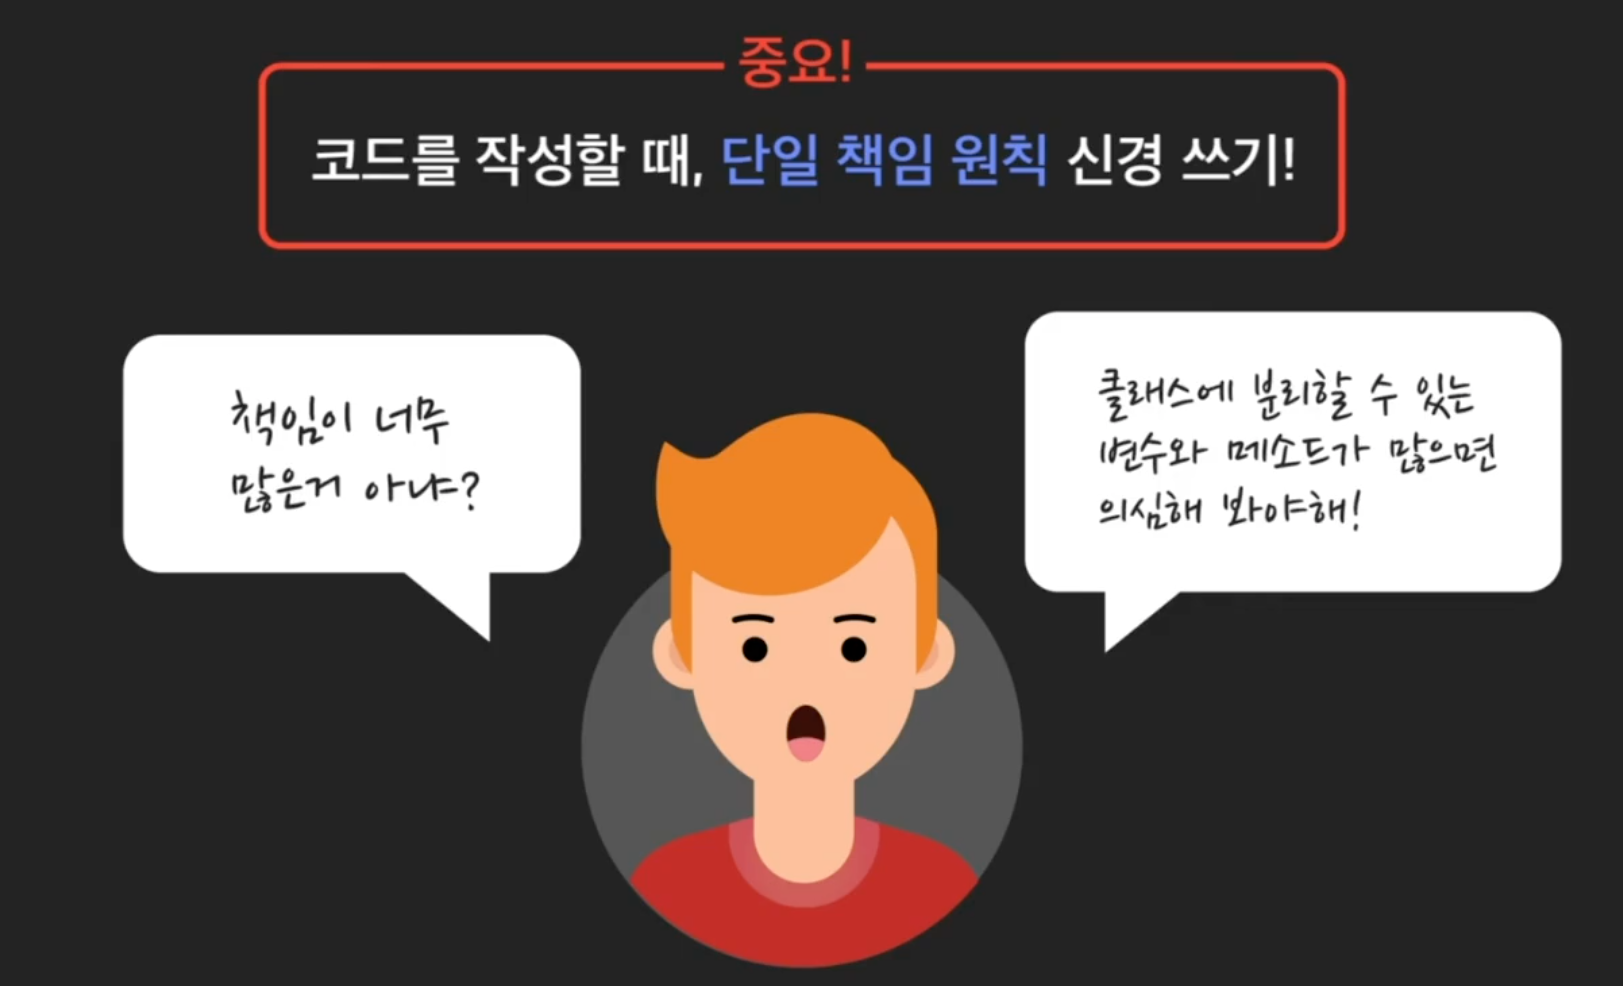 중요!
코드를 작성할 때, 단일 책임 원칙 신경 쓰기!
책임이 너무
많은거 아냐?
클래스에 분리할 수 있는
변수와 메소드가 많으면
의심해 봐야해!